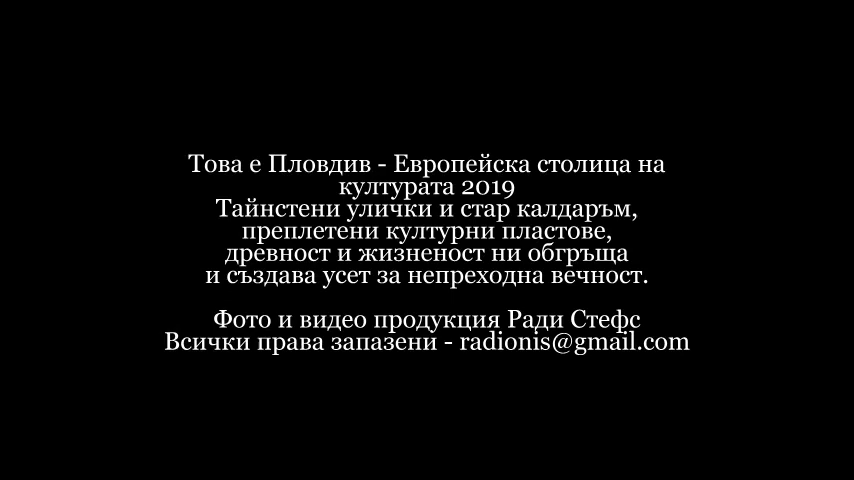 Това е Пловдив - Европейска столица на
културата 2019
Тайнстени улички и стар калдаръм,
преплетени културни пластове,
древност и жизненост ни обгръща
и създава усет за непреходна вечност.
Фото и видео продукция Ради Стефс
Всички права запазени - radionis@gmail.com